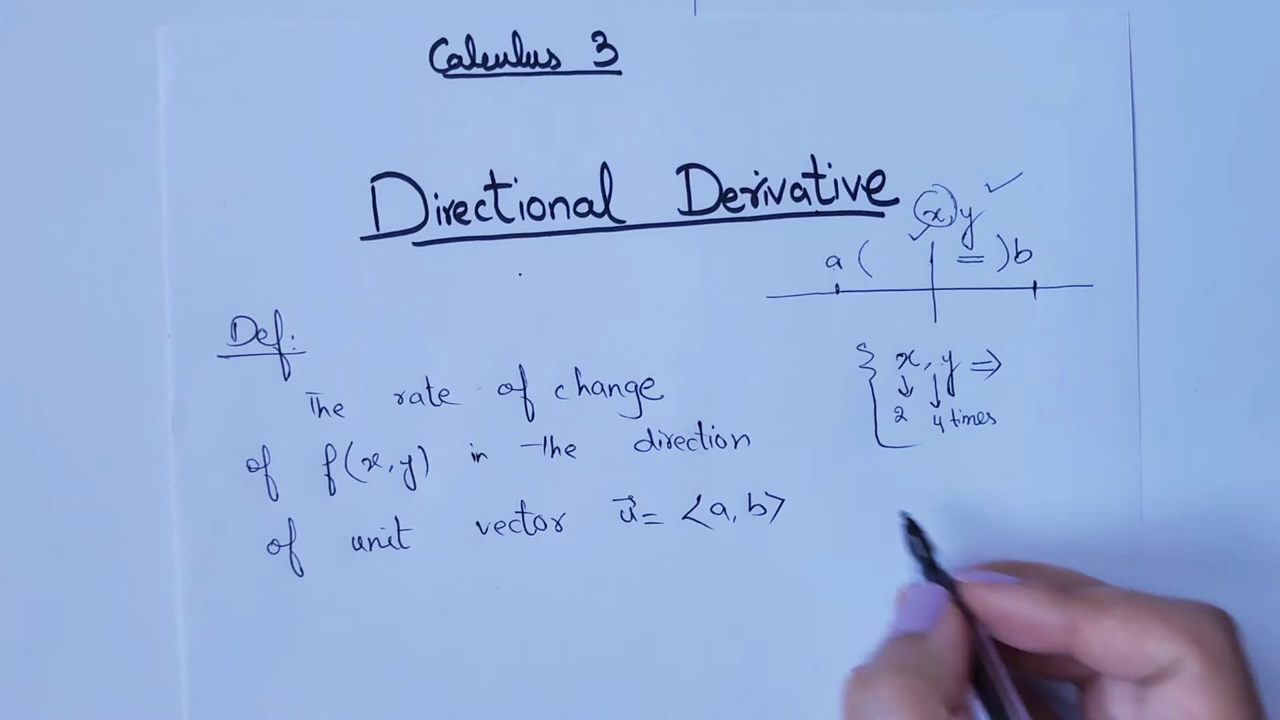 Calculus 3
Directional Derivative
x, y ✓
✓
a ( = ) b
Def:
The rate of change
of f(x,y) in the direction
of unit vector u⃗= <a, b>
x, y ⇒
↓ ↓
2 4 times